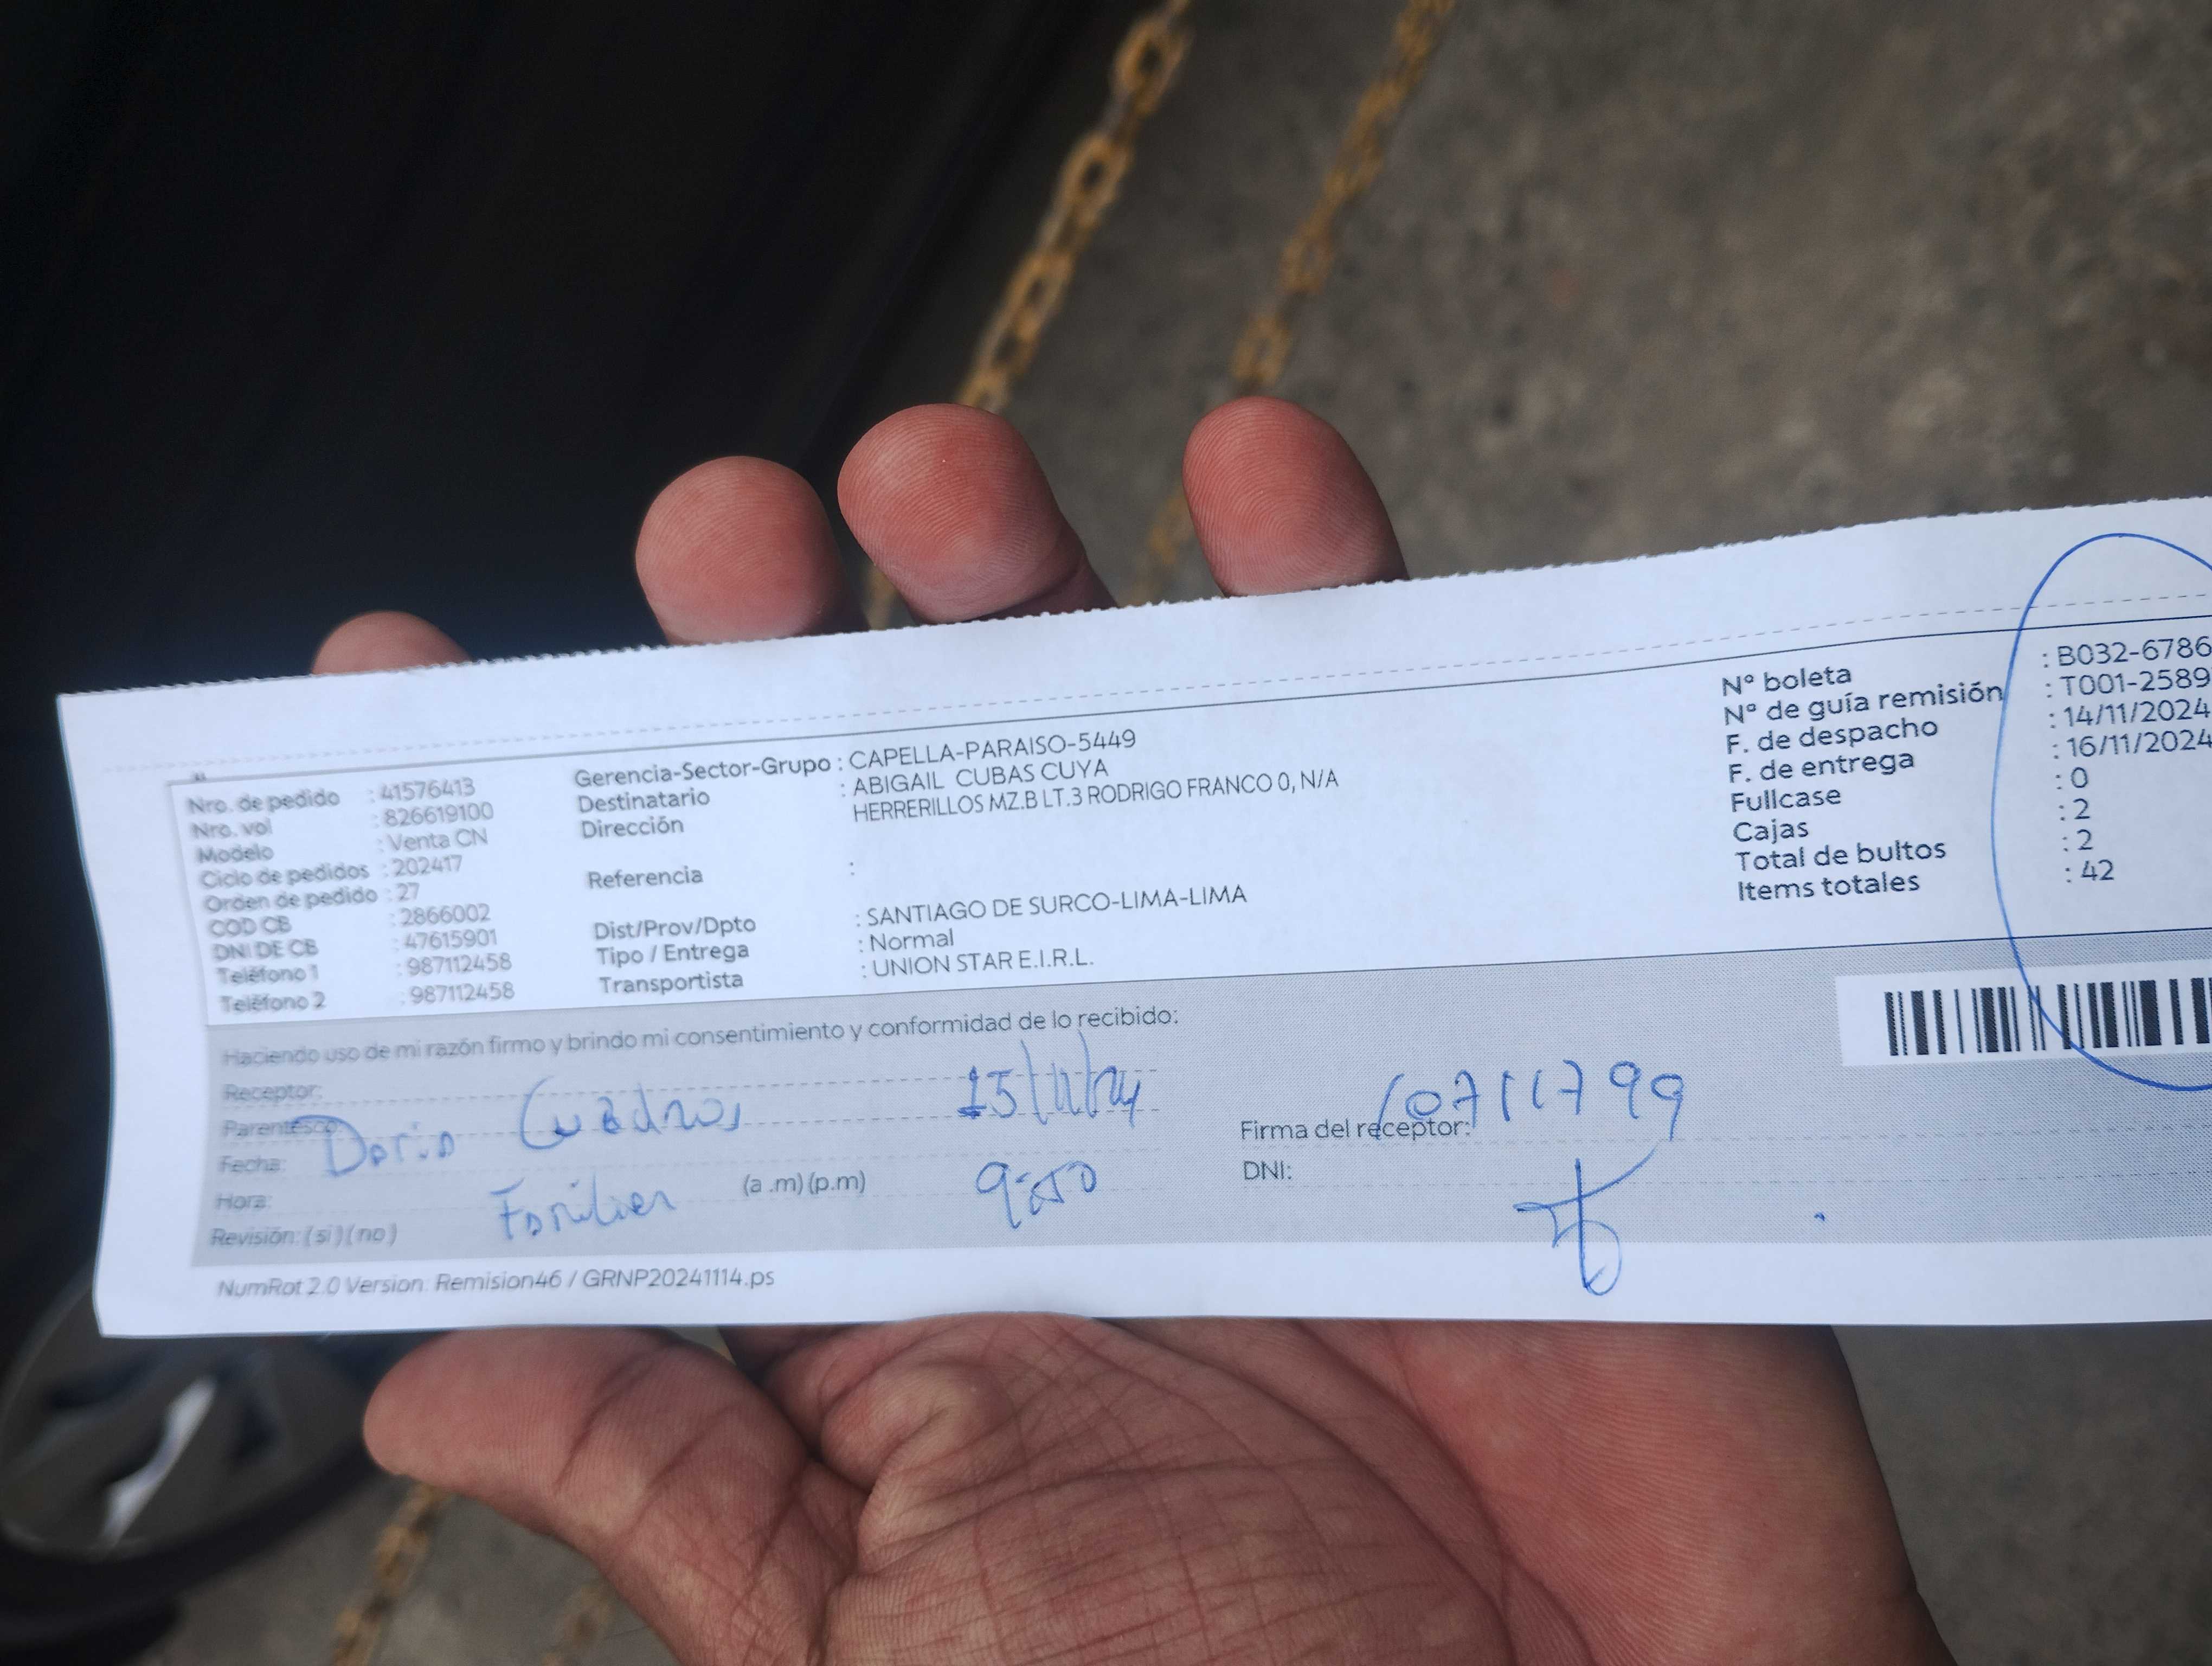 Nro. de pedido : 41576413
Nro. vol : 826619100
Modelo : Venta CN
Ciclo de pedidos : 202417
Orden de pedido : 27
COD CB : 2866002
DNI DE CB : 47615901
Teléfono 1 : 987112458
Teléfono 2 : 987112458
Gerencia-Sector-Grupo : CAPELLA-PARAISO-5449
Destinatario : ABIGAIL CUBAS CUYA
Dirección HERRERILLOS MZ.B LT.3 RODRIGO FRANCO 0, N/A
Referencia :
Dist/Prov/Dpto : SANTIAGO DE SURCO-LIMA-LIMA
Tipo / Entrega : Normal
Transportista : UNION STAR E.I.R.L.
Nº boleta : B032-6786
Nº de guía remisión : T001-2589
F. de despacho : 14/11/2024
F. de entrega : 16/11/2024
Fullcase : 0
Cajas : 2
Total de bultos : 2
Items totales : 42
Haciendo uso de mi razón firmo y brindo mi consentimiento y conformidad de lo recibido:
Receptor:
Parentesco
Cuadros 15/11/24
Fecha:
Hora: (a .m) (p.m)
Familiar
Revisión: ( si ) ( no )
10711799
Firma del receptor:
DNI:
NumRot 2.0 Version: Remision46 / GRNP20241114.ps